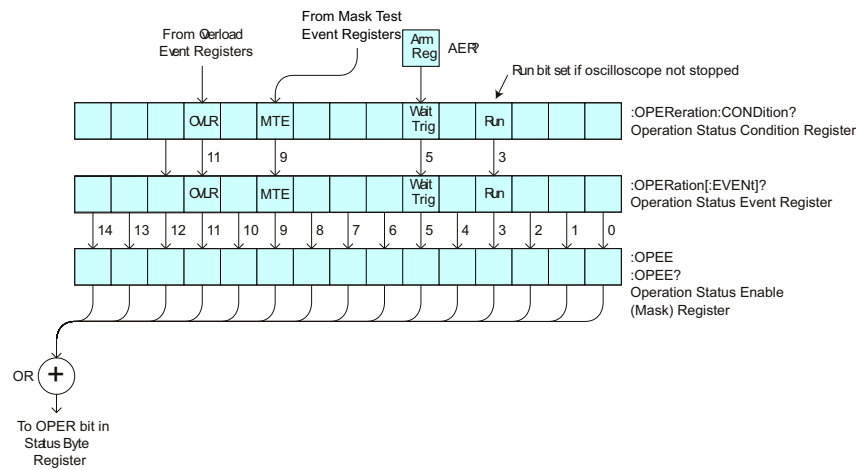 From Mask Test
Event Registers
From Overload
Event Registers
Arm
Reg
AER?
Run bit set if oscilloscope not stopped
OVLR
MTE
Wait
Trig
Run
:OPEReration:CONDition?
Operation Status Condition Register
11
9
5
3
OVLR
MTE
Wait
Trig
Run
:OPERation[:EVENt]?
Operation Status Event Register
14 13 12 11 10 9 8 7 6 5 4 3 2 1 0
:OPEE
:OPEE?
Operation Status Enable
(Mask) Register
OR
+
To OPER bit in
Status Byte
Register